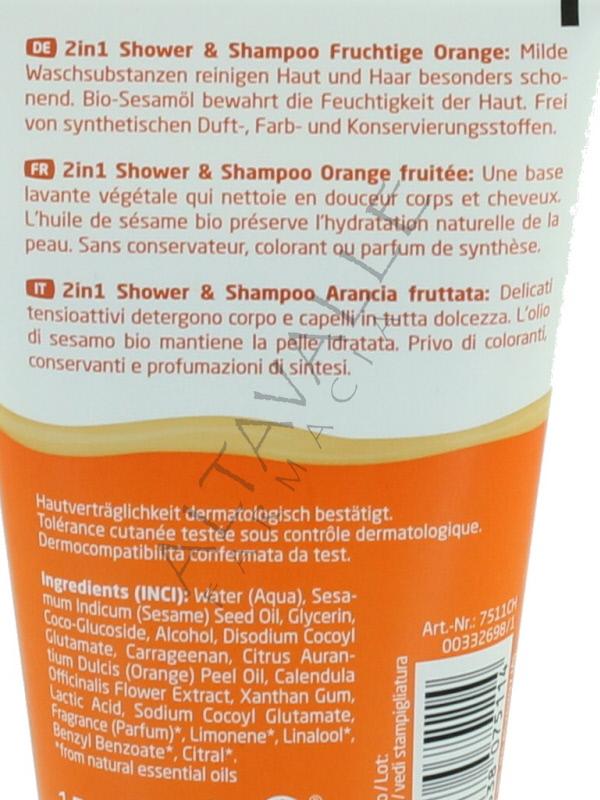 DE 2in1 Shower & Shampoo Fruchtige Orange: Milde
Waschsubstanzen reinigen Haut und Haar besonders scho-
nend. Bio-Sesamöl bewahrt die Feuchtigkeit der Haut. Frei
von synthetischen Duft-, Farb- und Konservierungsstoffen.
FR 2in1 Shower & Shampoo Orange fruitée: Une base
lavante végétale qui nettoie en douceur corps et cheveux.
L'huile de sésame bio préserve l'hydratation naturelle de la
peau. Sans conservateur, colorant ou parfum de synthèse.
IT 2in1 Shower & Shampoo Arancia fruttata: Delicati
tensioattivi detergono corpo e capelli in tutta dolcezza. L'olio
di sesamo bio mantiene la pelle idratata. Privo di coloranti,
conservanti e profumazioni di sintesi.
ALTAVALLE
FARMACIA
Hautverträglichkeit dermatologisch bestätigt.
Tolérance cutanée testée sous contrôle dermatologique.
Dermocompatibilità confermata da test.
Ingredients (INCI): Water (Aqua), Sesa-
mum Indicum (Sesame) Seed Oil, Glycerin,
Coco-Glucoside, Alcohol, Disodium Cocoyl
Glutamate, Carrageenan, Citrus Auran-
tium Dulcis (Orange) Peel Oil, Calendula
Officinalis Flower Extract, Xanthan Gum,
Lactic Acid, Sodium Cocoyl Glutamate,
Fragrance (Parfum)*, Limonene*, Linalool*,
Benzyl Benzoate*, Citral*.
*from natural essential oils
Art.-Nr.: 7511CH
00332698/1
/ Lot:
/ vedi stampigliatura